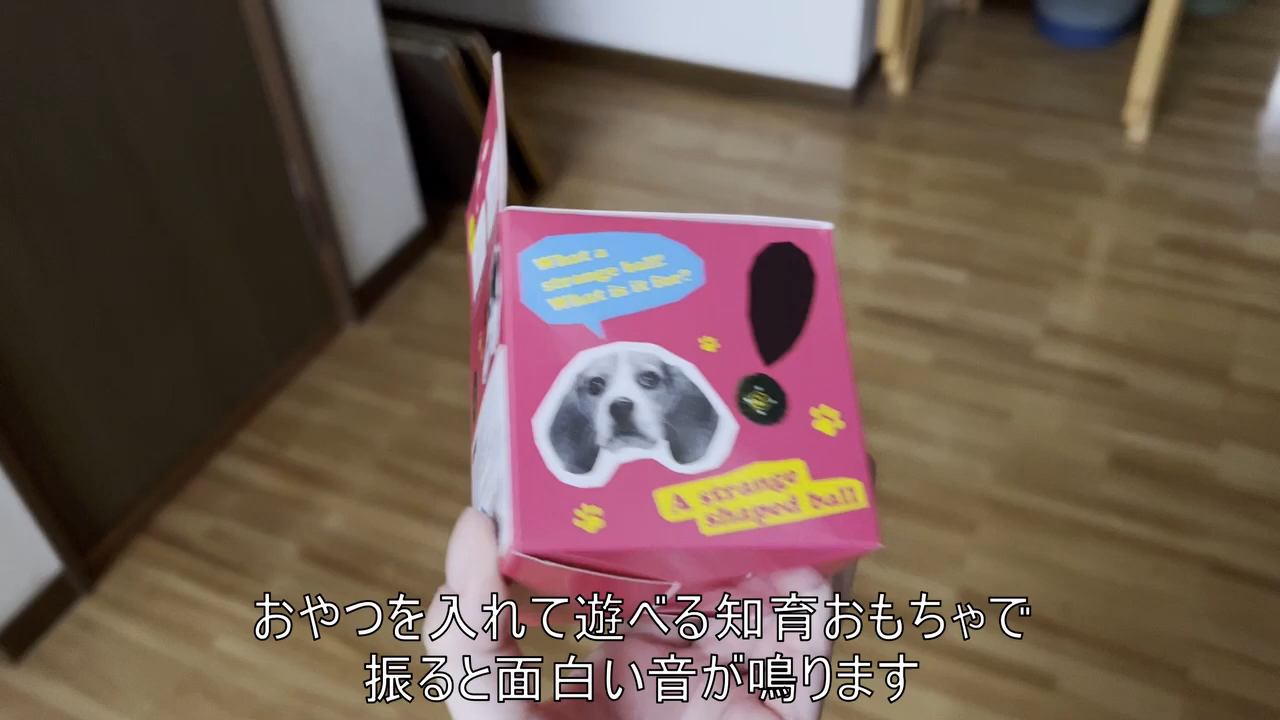 What a
strange ball!
What is it for?
A strange
shaped ball
おやつを入れて遊べる知育おもちゃで
振ると面白い音が鳴ります